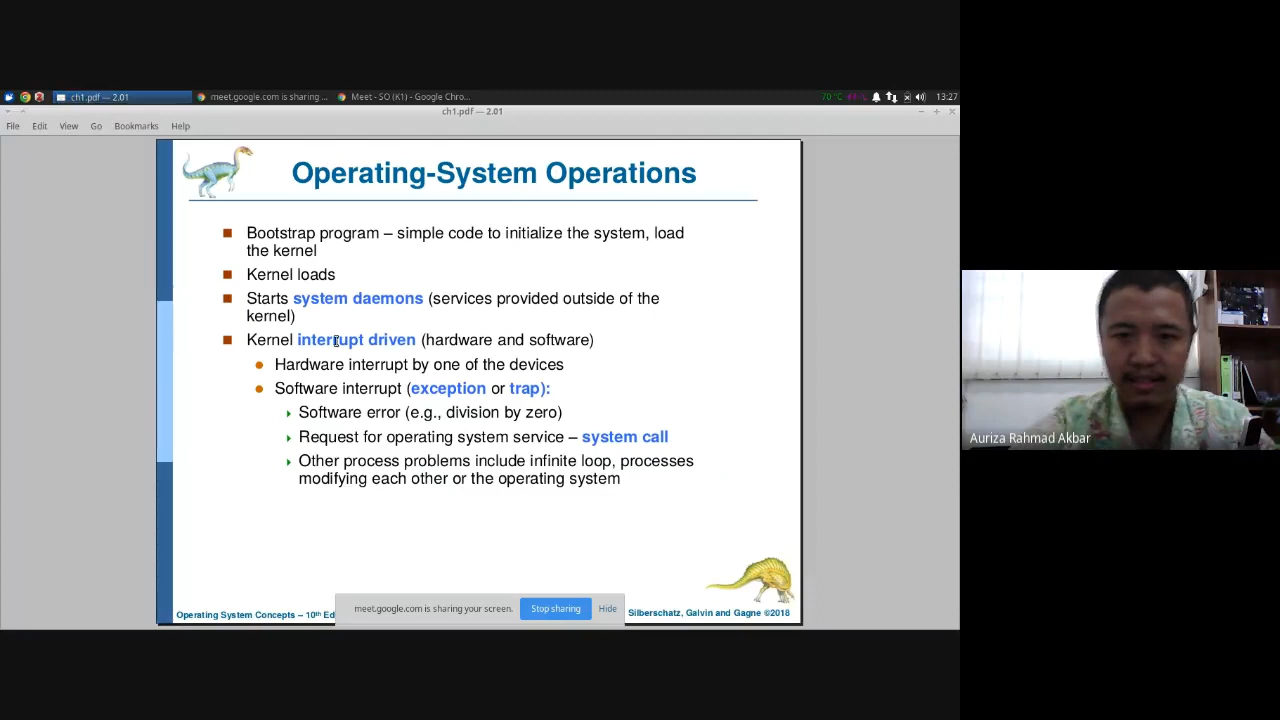 ch1.pdf — 2.01
meet.google.com is sharing ...
Meet - SO (K1) - Google Chro...
70°C
13:27
ch1.pdf — 2.01
File Edit View Go Bookmarks Help
Operating-System Operations
Bootstrap program – simple code to initialize the system, load
the kernel
Kernel loads
Starts system daemons (services provided outside of the
kernel)
Kernel interrupt driven (hardware and software)
Hardware interrupt by one of the devices
Software interrupt (exception or trap):
Software error (e.g., division by zero)
Request for operating system service – system call
Other process problems include infinite loop, processes
modifying each other or the operating system
Operating System Concepts – 10th Ed
Silberschatz, Galvin and Gagne ©2018
meet.google.com is sharing your screen.
Stop sharing
Hide
Auriza Rahmad Akbar